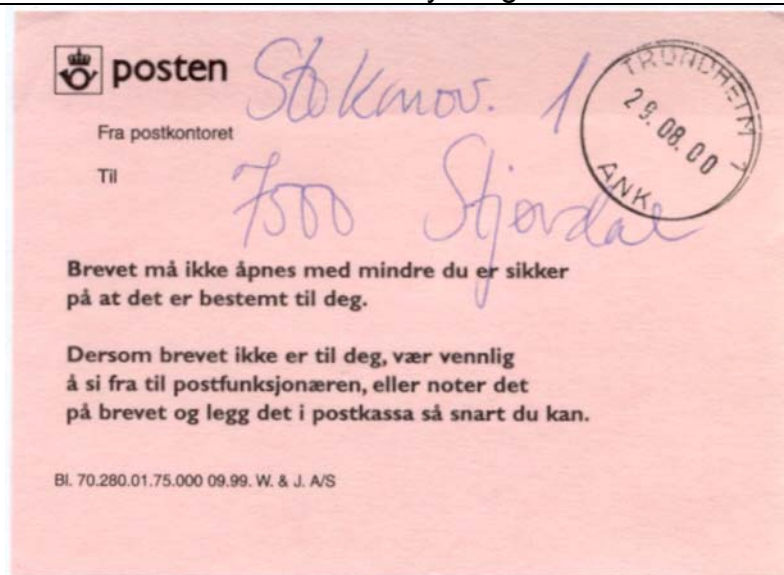 posten
Stokmov. 1
Fra postkontoret
Til
7500 Stjørdal
TRONDHEIM 1
29.08.00
ANK.
Brevet må ikke åpnes med mindre du er sikker
på at det er bestemt til deg.
Dersom brevet ikke er til deg, vær vennlig
å si fra til postfunksjonæren, eller noter det
på brevet og legg det i postkassa så snart du kan.
Bl. 70.280.01.75.000 09.99. W. & J. A/S